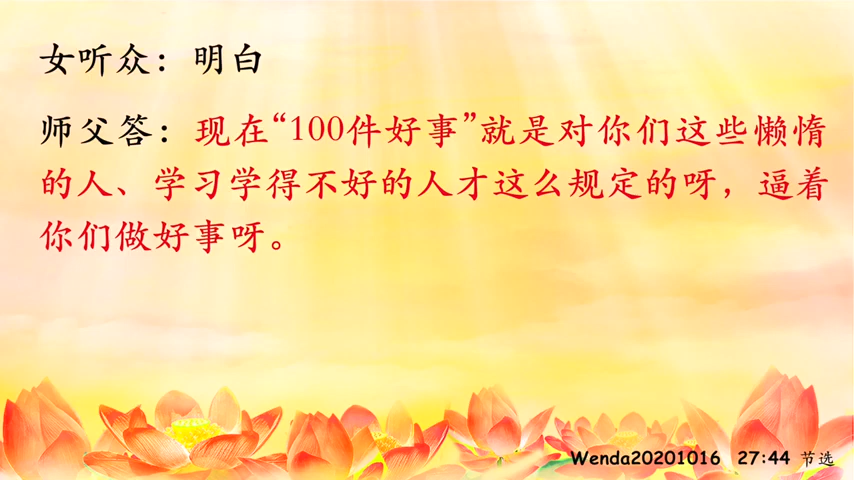 女听众：明白
师父答：现在“100件好事”就是对你们这些懒惰
的人、学习学得不好的人才这么规定的呀，逼着
你们做好事呀。
Wenda20201016 27:44 节选